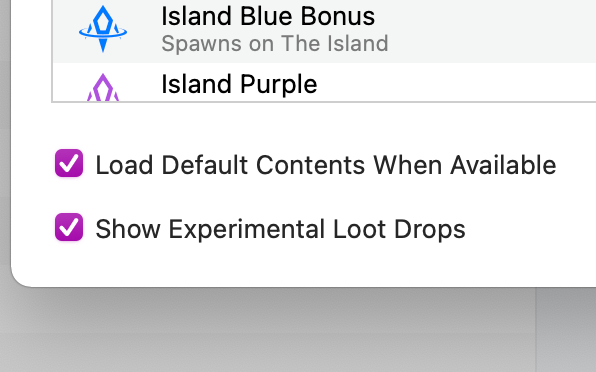 Island Blue Bonus
Spawns on The Island
Island Purple
Load Default Contents When Available
Show Experimental Loot Drops